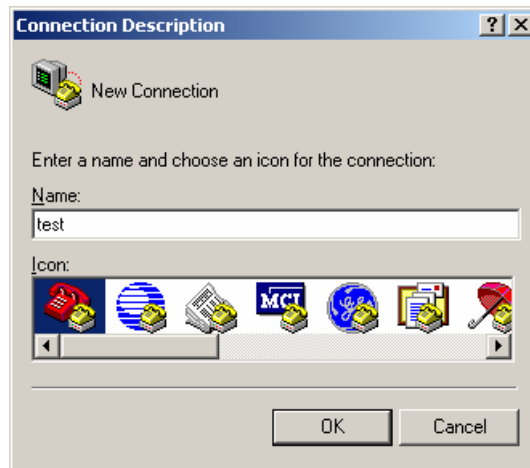 Connection Description
New Connection
Enter a name and choose an icon for the connection:
Name:
test
Icon:
MCI
OK Cancel